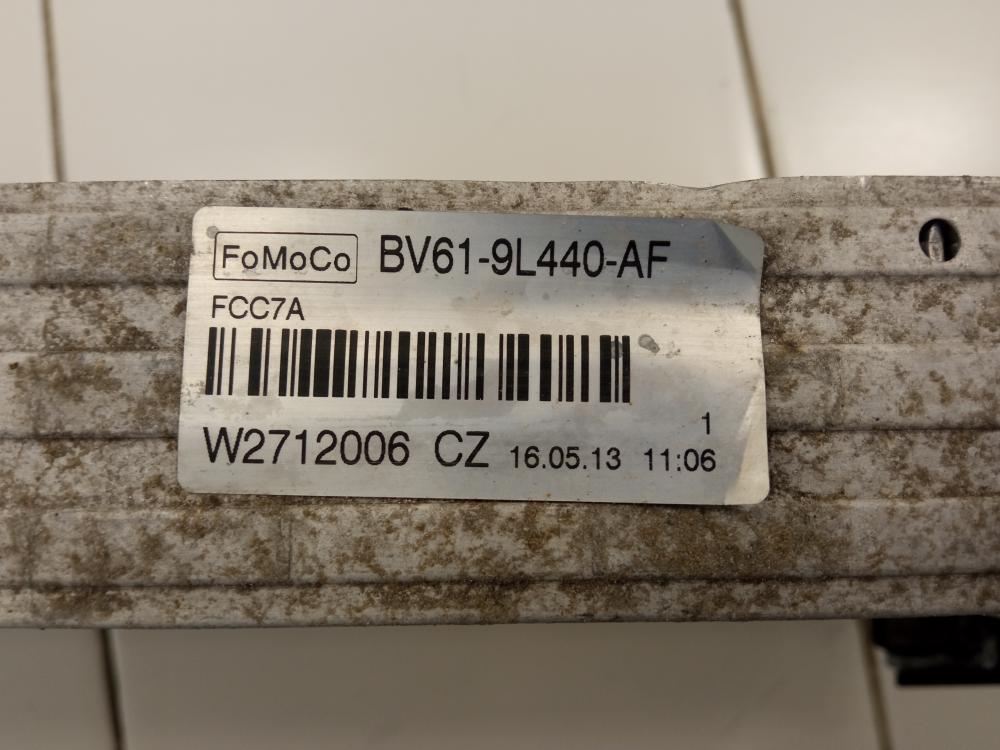 FoMoCo BV61-9L440-AF
FCC7A
1
W2712006 CZ 16.05.13 11:06